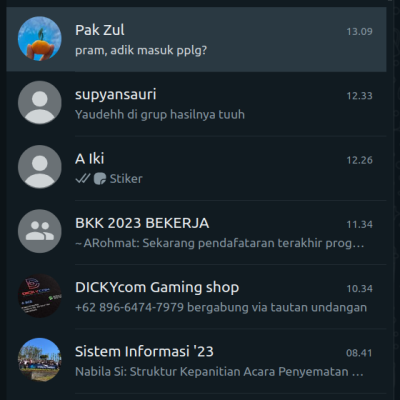 Pak Zul
13.09
pram, adik masuk pplg?
supyansauri
12.33
Yaudehh di grup hasilnya tuuh
A Iki
12.26
Stiker
BKK 2023 BEKERJA
11.34
~ ARohmat: Sekarang pendafataran terakhir prog…
DICKYcom Gaming shop
10.34
+62 896-6474-7979 bergabung via tautan undangan
Sistem Informasi '23
08.41
Nabila Si: Struktur Kepanitian Acara Penyematan …